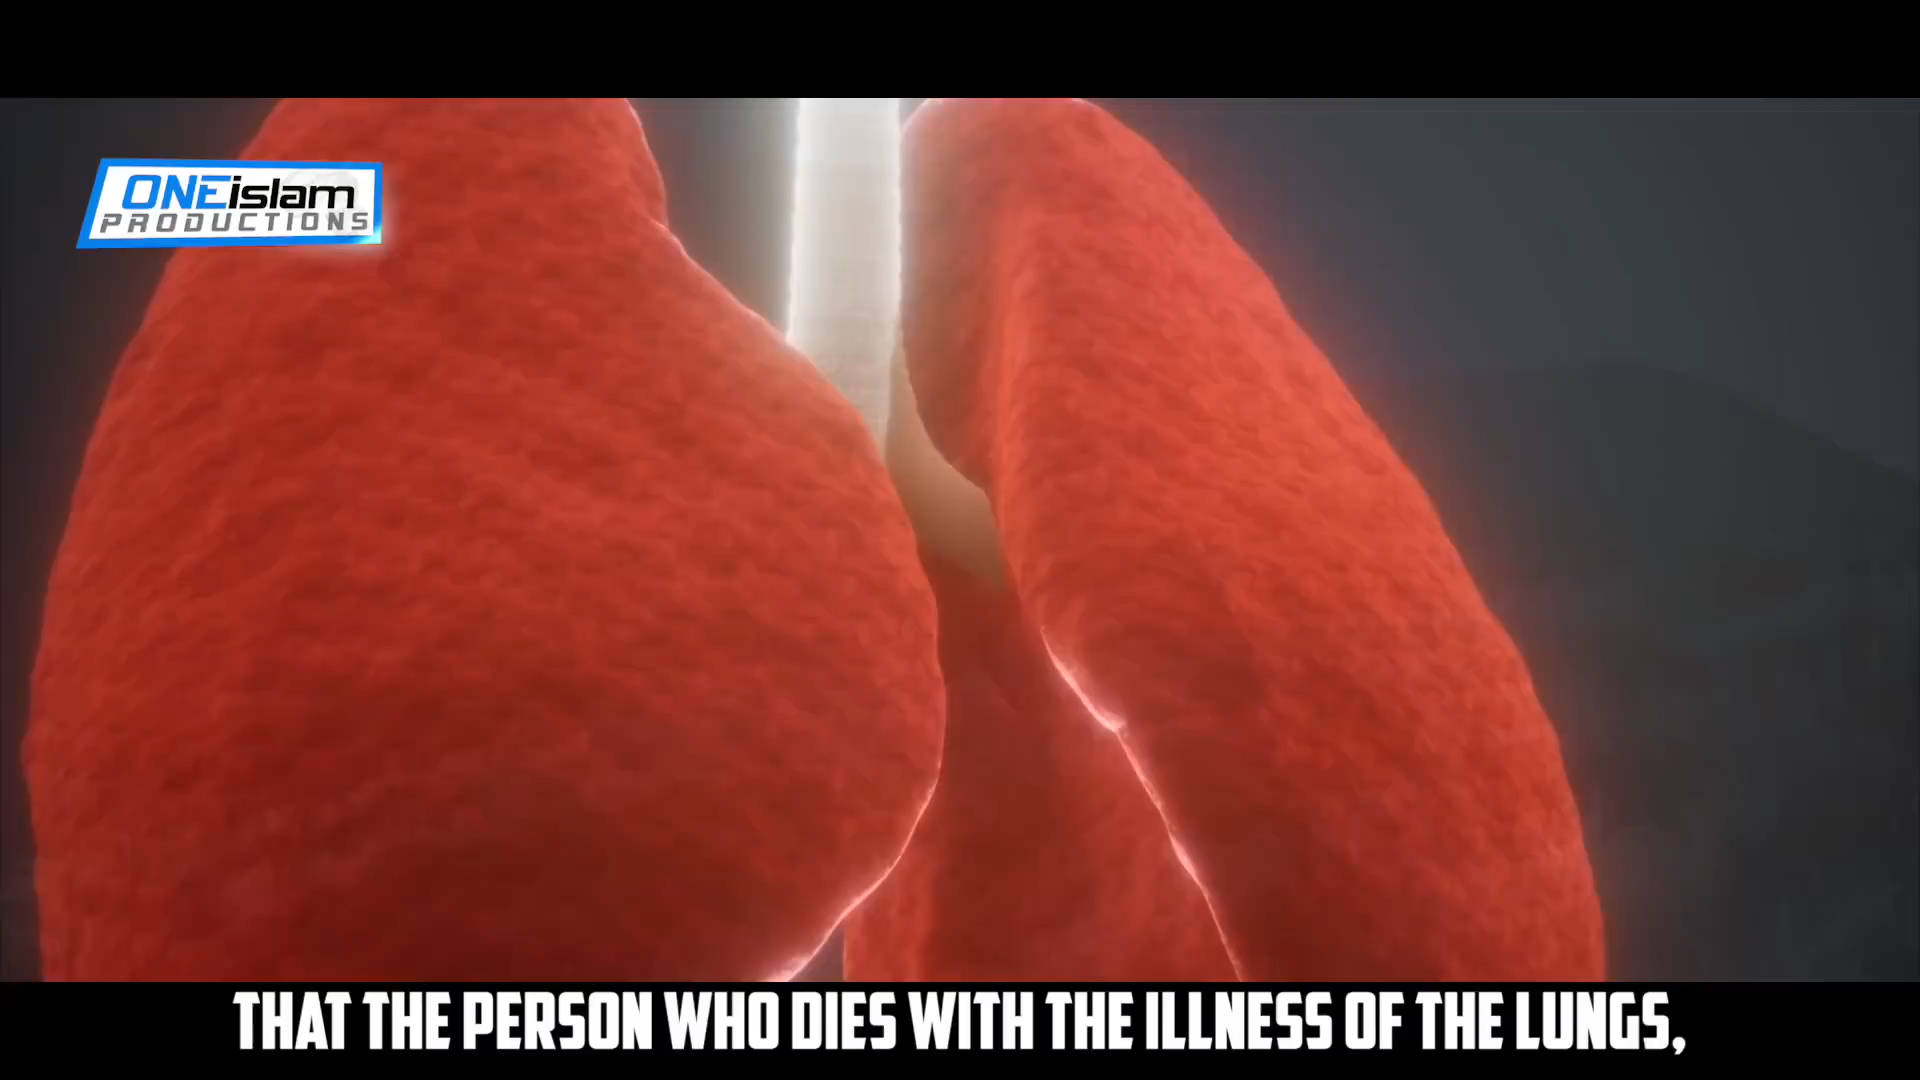 ONEislam
PRODUCTIONS
THAT THE PERSON WHO DIES WITH THE ILLNESS OF THE LUNGS,